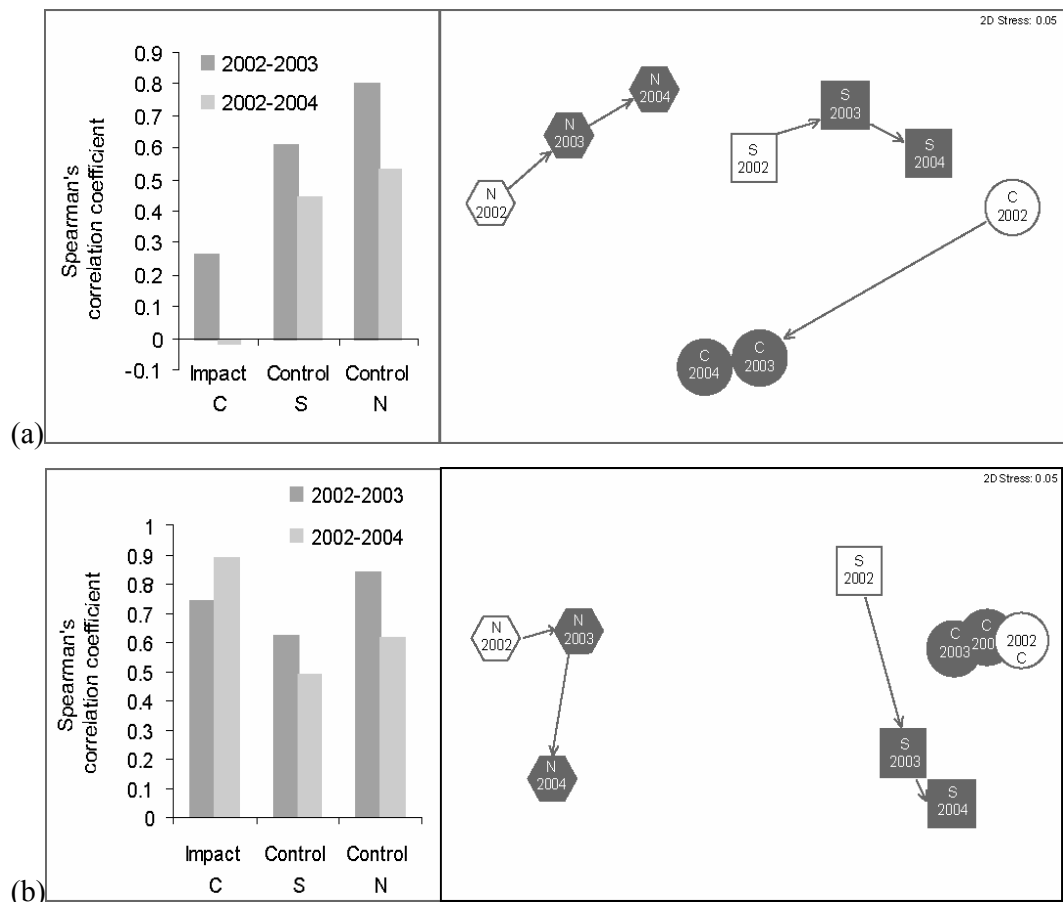 2D Stress: 0.05
0.9
0.8
0.7
0.6
0.5
0.4
0.3
0.2
0.1
0
-0.1
Spearman's
correlation coefficient
2002-2003
2002-2004
Impact Control Control
C S N
N
2004
N
2003
N
2002
S
2003
S
2002
S
2004
C
2002
C
2004
C
2003
(a)
2D Stress: 0.05
2002-2003
2002-2004
1
0.9
0.8
0.7
0.6
0.5
0.4
0.3
0.2
0.1
0
Spearman's
correlation coefficient
Impact Control Control
C S N
N
2002
N
2003
N
2004
S
2002
S
2003
S
2004
C
2003
C
2002
C
(b)